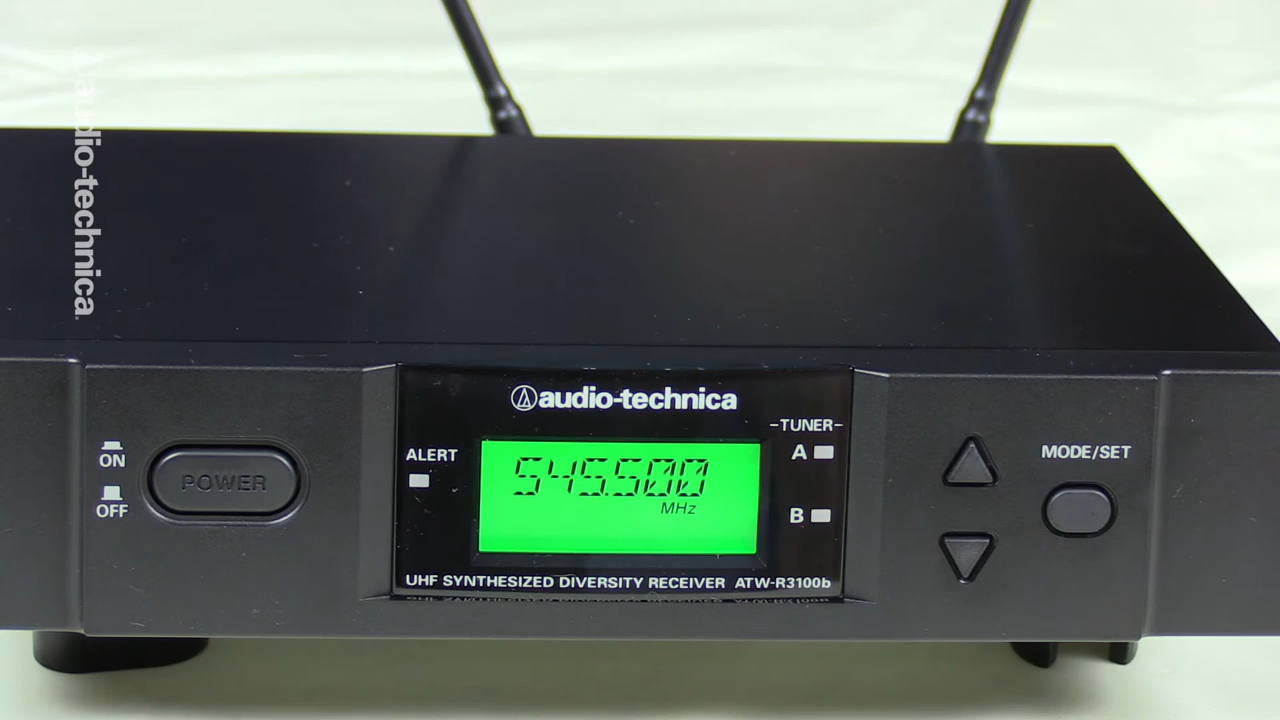 audio-technica
audio-technica
-TUNER-
ALERT
A
ON
POWER
545.500
MHz
MODE/SET
OFF
B
UHF SYNTHESIZED DIVERSITY RECEIVER ATW-R3100b